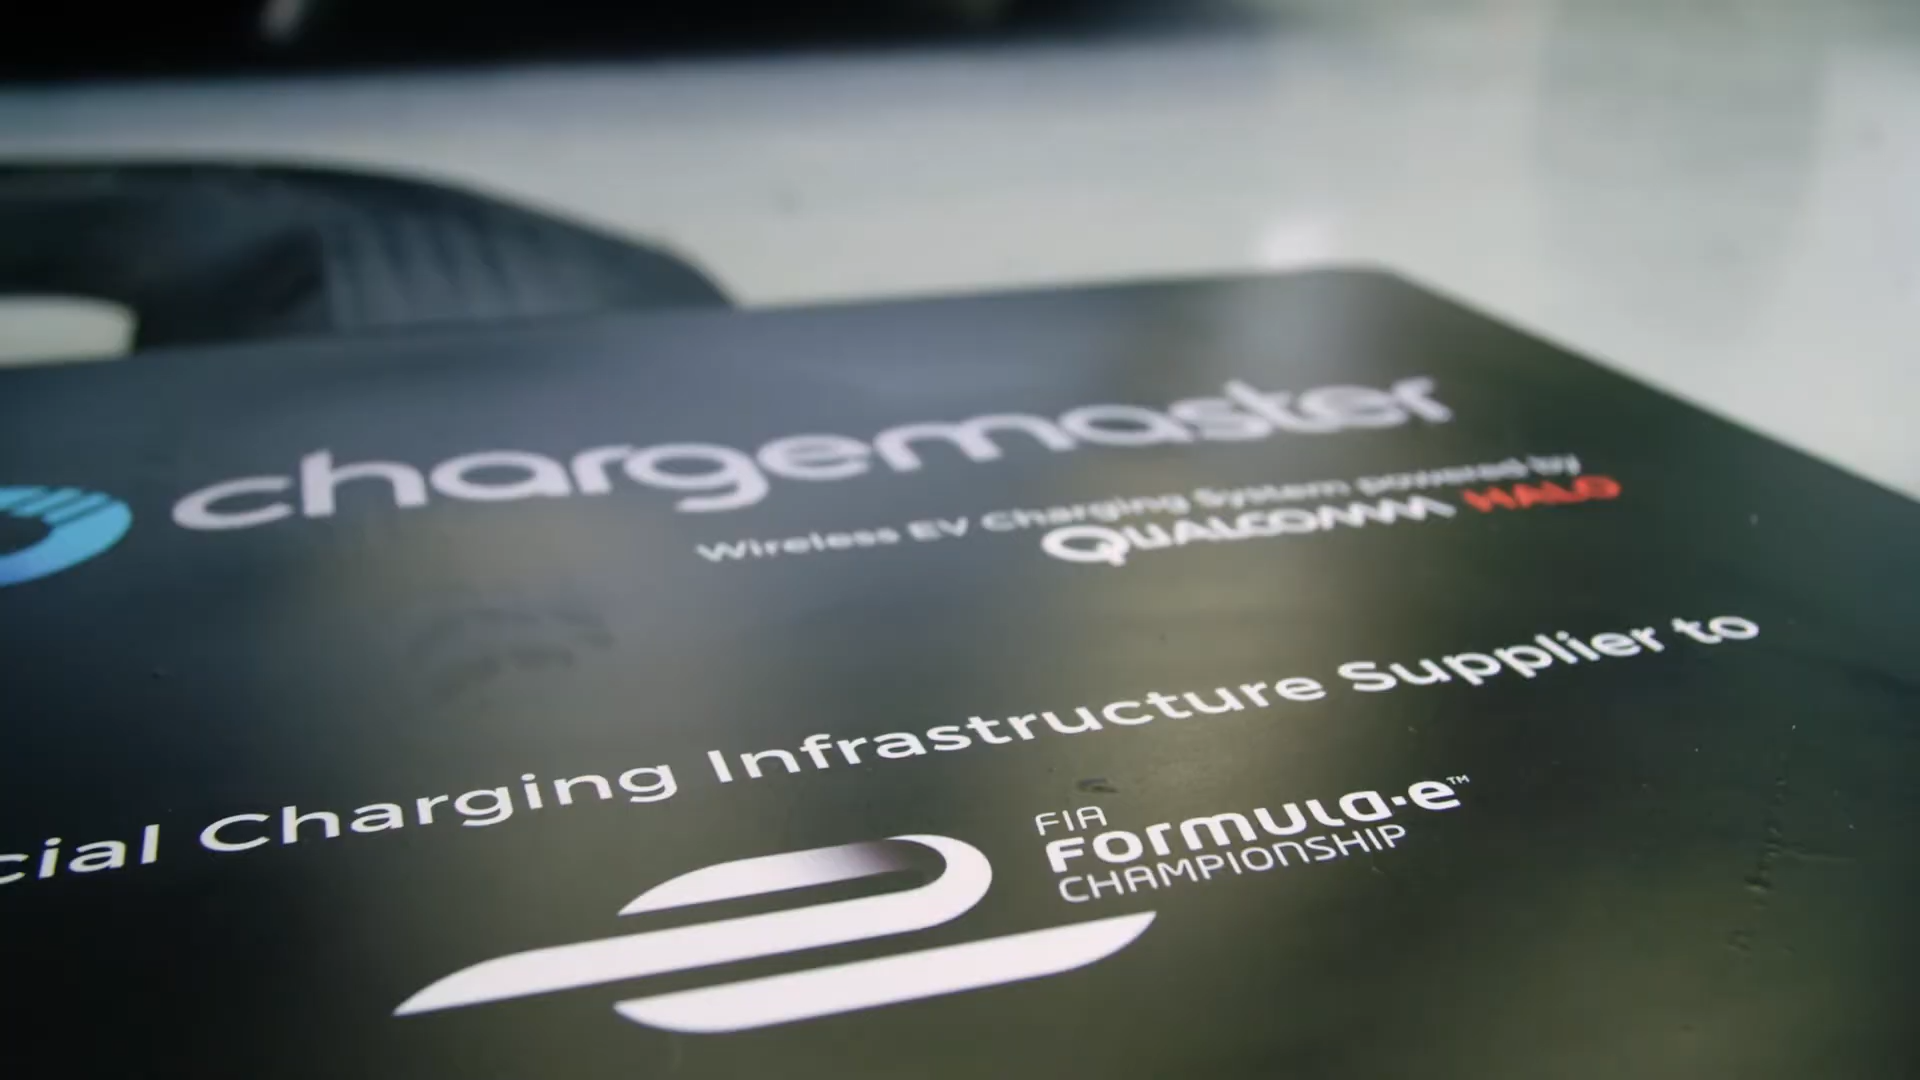 chargemaster
Wireless EV Charging System powered by
QUALCOMM HALO
cial Charging Infrastructure Supplier to
FIA
FORMULA-e™
CHAMPIONSHIP